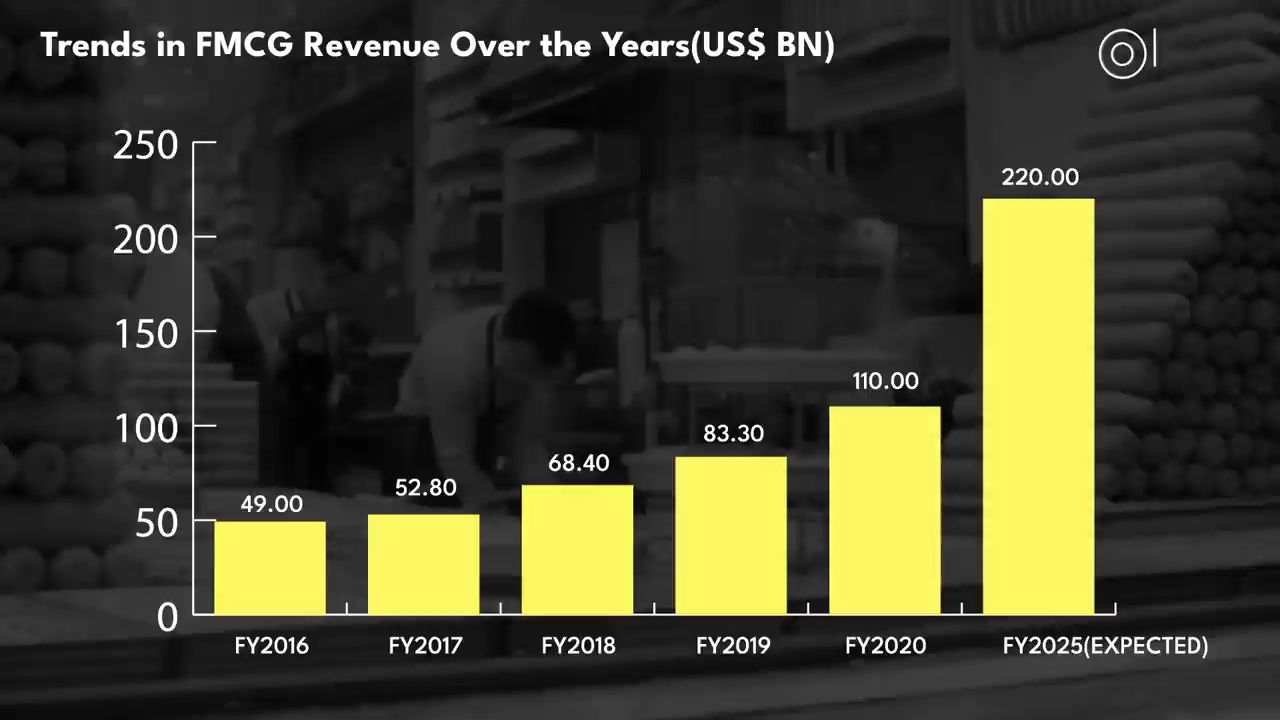 Trends in FMCG Revenue Over the Years(US$ BN)
250
200
150
100
50
0
49.00
52.80
68.40
83.30
110.00
220.00
FY2016
FY2017
FY2018
FY2019
FY2020
FY2025(EXPECTED)